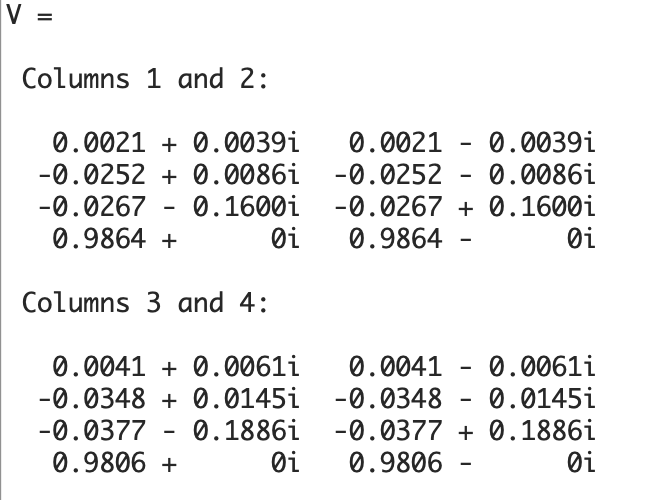 V =
Columns 1 and 2:
0.0021 + 0.0039i   0.0021 - 0.0039i
-0.0252 + 0.0086i  -0.0252 - 0.0086i
-0.0267 - 0.1600i  -0.0267 + 0.1600i
0.9864 +      0i   0.9864 -      0i
Columns 3 and 4:
0.0041 + 0.0061i   0.0041 - 0.0061i
-0.0348 + 0.0145i  -0.0348 - 0.0145i
-0.0377 - 0.1886i  -0.0377 + 0.1886i
0.9806 +      0i   0.9806 -      0i